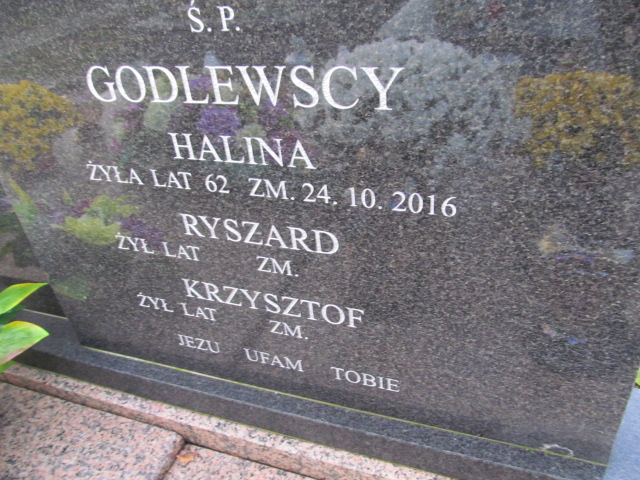 Ś.P.
GODLEWSCY
HALINA
ŻYŁA LAT 62 ZM. 24. 10. 2016
RYSZARD
ŻYŁ LAT ZM.
KRZYSZTOF
ŻYŁ LAT ZM.
JEZU UFAM TOBIE